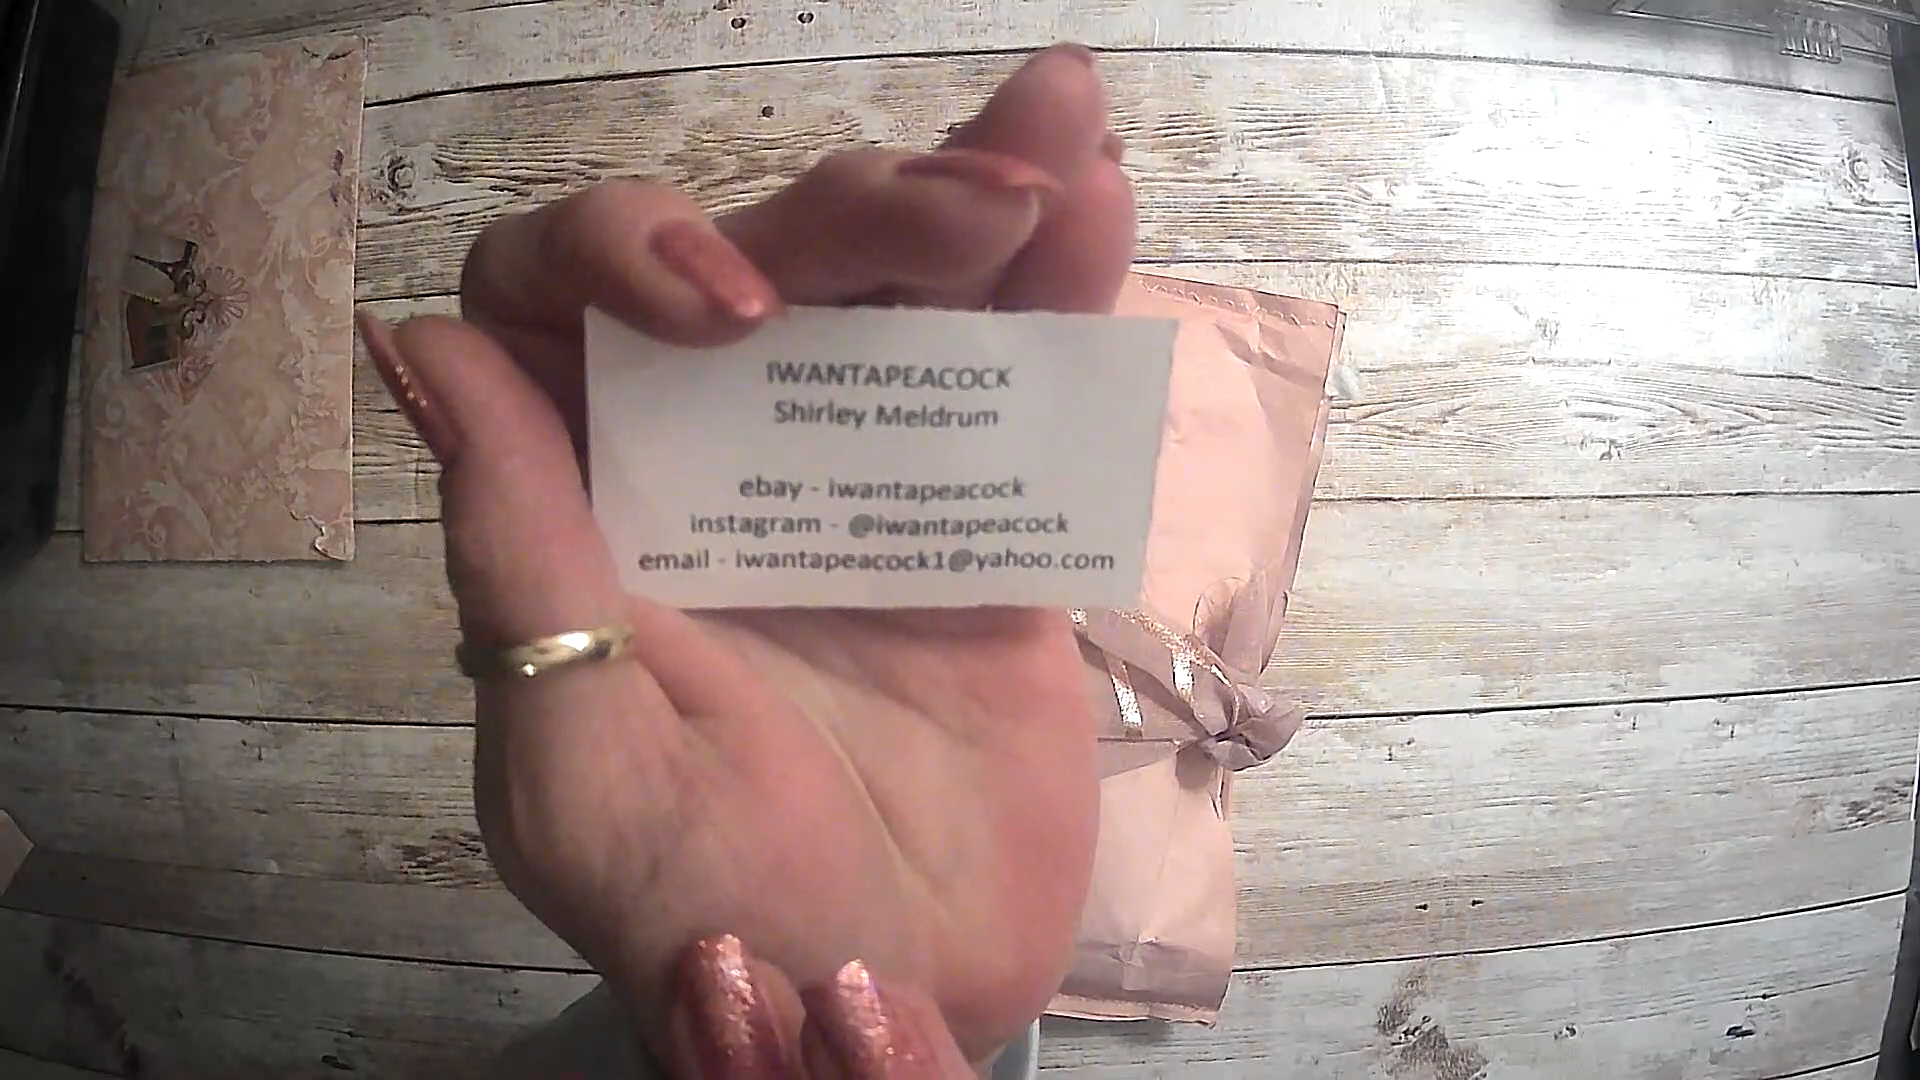 IWANTAPEACOCK
Shirley Meldrum
ebay - iwantapeacock
instagram - @iwantapeacock
email - iwantapeacock1@yahoo.com